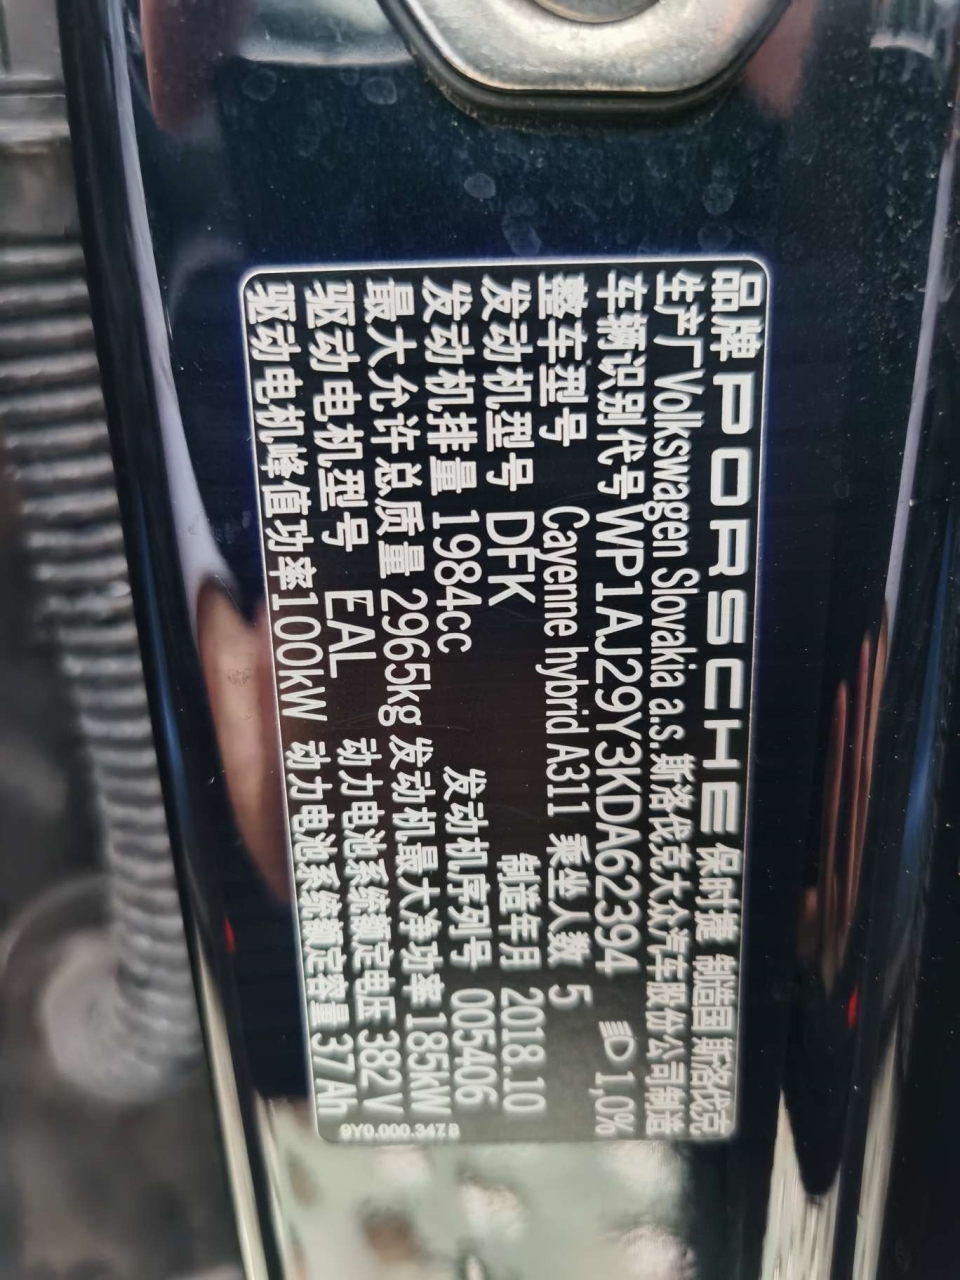 品牌 PORSCHE 保时捷 制造国 斯洛伐克
生产厂 Volkswagen Slovakia a.s. 斯洛伐克大众汽车股份公司制造
车辆识别代号 WP1AJ29Y3KDA62394 1,0%
整车型号 Cayenne hybrid A311 乘坐人数 5
发动机型号 DFK 制造年月 2018.10
发动机排量 1984cc 发动机序列号 005406
最大允许总质量 2965kg 发动机最大净功率 185kW
驱动电机型号 EAL 动力电池系统额定电压 382 V
驱动电机峰值功率 100kW 动力电池系统额定容量 37 Ah
9Y0.000.347.B